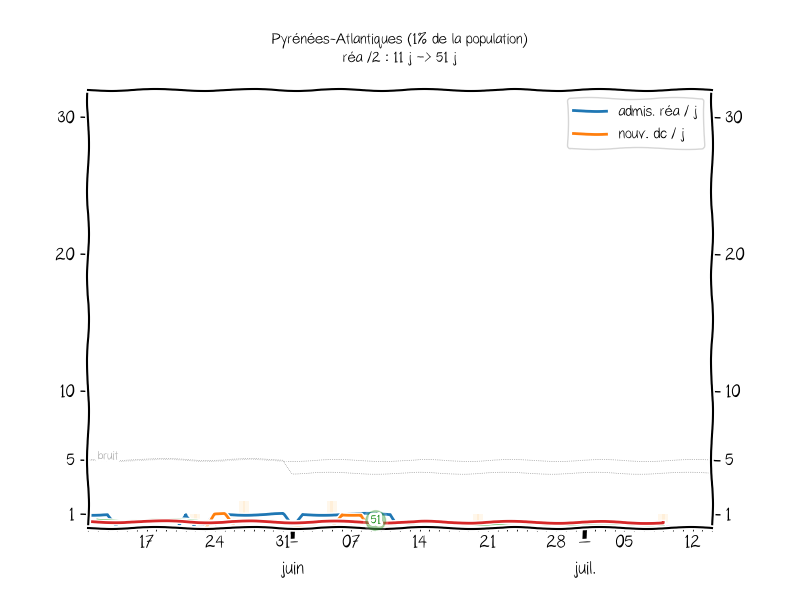 Pyrénées-Atlantiques (1% de la population)
réa /2 : 11 j -> 51 j
admis. réa / j
nouv. dc / j
30
30
20
20
10
10
5
5
bruit
1
1
51
17
24
31
07
14
21
28
05
12
juin
juil.